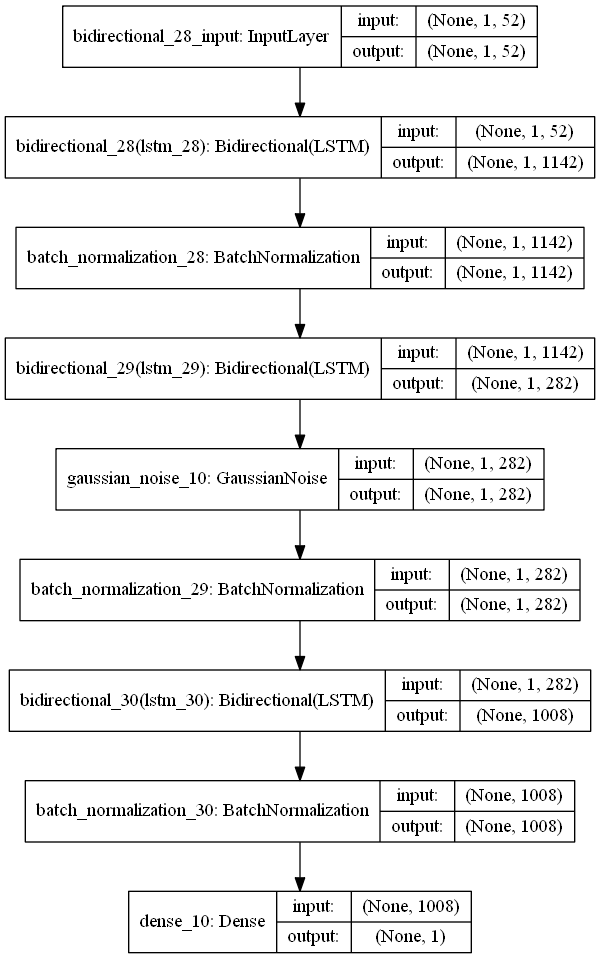 bidirectional_28_input: InputLayer
input: (None, 1, 52)
output: (None, 1, 52)
bidirectional_28(lstm_28): Bidirectional(LSTM)
input: (None, 1, 52)
output: (None, 1, 1142)
batch_normalization_28: BatchNormalization
input: (None, 1, 1142)
output: (None, 1, 1142)
bidirectional_29(lstm_29): Bidirectional(LSTM)
input: (None, 1, 1142)
output: (None, 1, 282)
gaussian_noise_10: GaussianNoise
input: (None, 1, 282)
output: (None, 1, 282)
batch_normalization_29: BatchNormalization
input: (None, 1, 282)
output: (None, 1, 282)
bidirectional_30(lstm_30): Bidirectional(LSTM)
input: (None, 1, 282)
output: (None, 1008)
batch_normalization_30: BatchNormalization
input: (None, 1008)
output: (None, 1008)
dense_10: Dense
input: (None, 1008)
output: (None, 1)